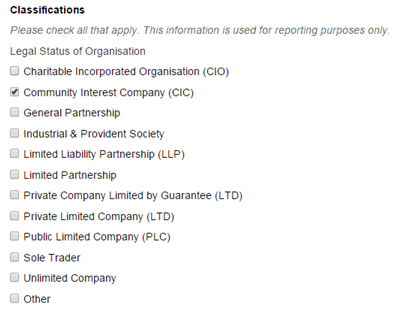 Classifications
Please check all that apply. This information is used for reporting purposes only.
Legal Status of Organisation
Charitable Incorporated Organisation (CIO)
Community Interest Company (CIC)
General Partnership
Industrial & Provident Society
Limited Liability Partnership (LLP)
Limited Partnership
Private Company Limited by Guarantee (LTD)
Private Limited Company (LTD)
Public Limited Company (PLC)
Sole Trader
Unlimited Company
Other